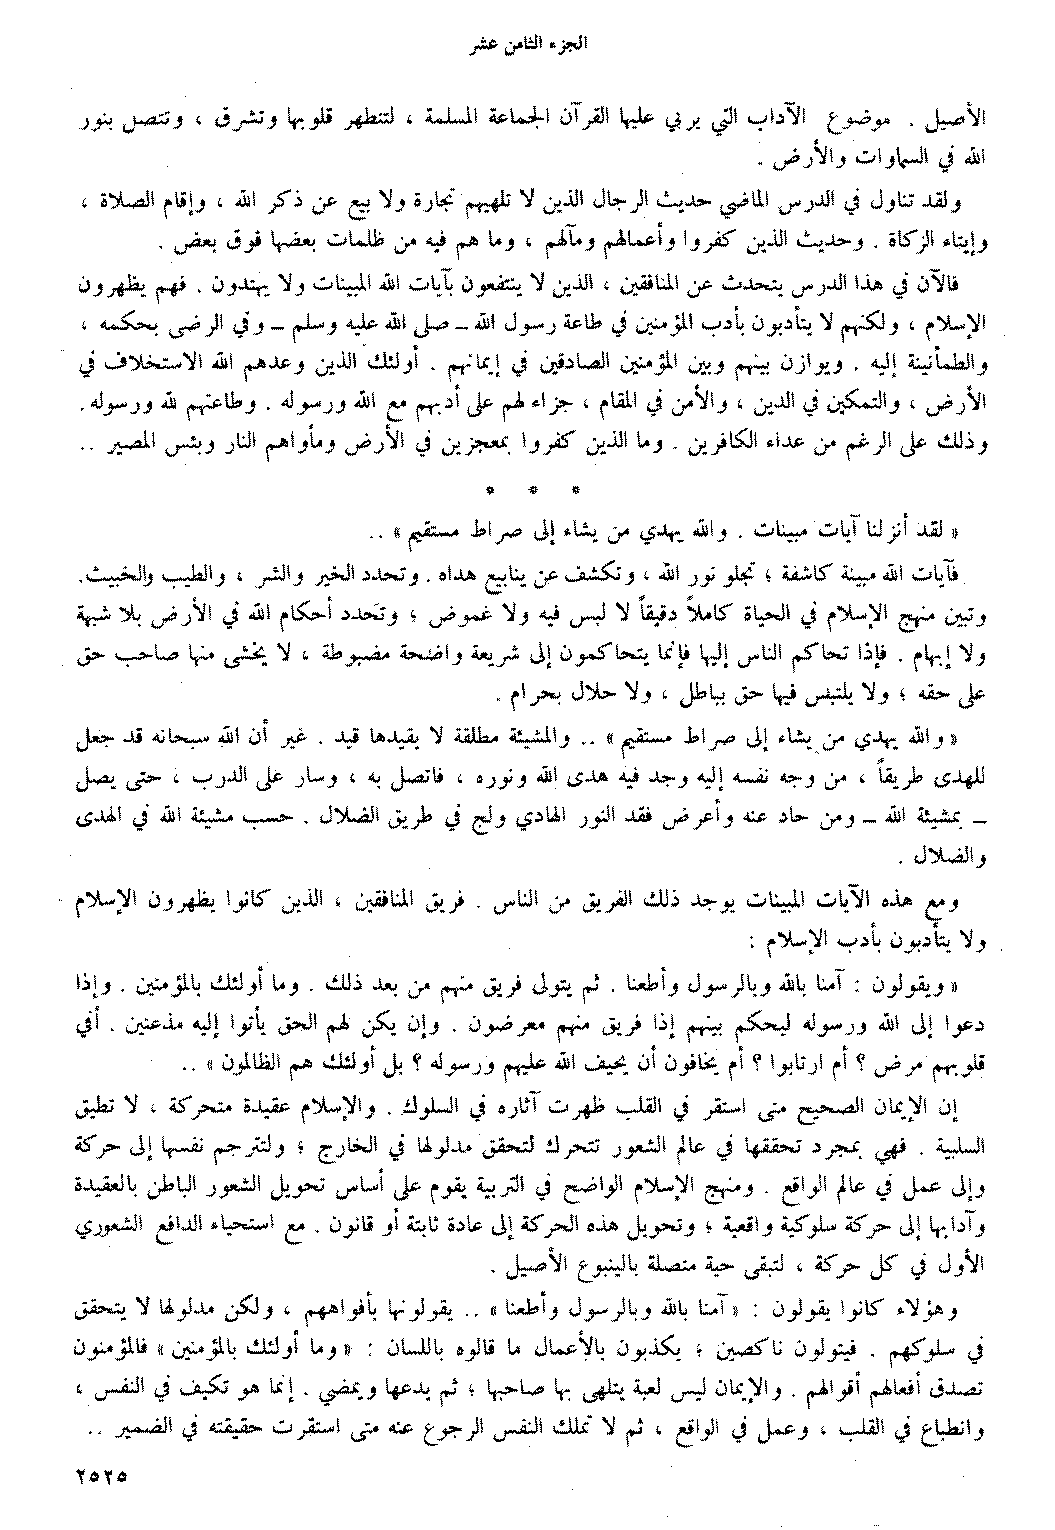 الجزء الثامن عشر
الأصيل . موضوع الآداب التي يربي عليها القرآن الجماعة المسلمة ، لتتطهر قلوبها وتشرق ، وتتصل بنور
الله في السماوات والأرض .
ولقد تناول في الدرس الماضي حديث الرجال الذين لا تلهيهم تجارة ولا بيع عن ذكر الله ، وإقام الصلاة ،
وإيتاء الزكاة . وحديث الذين كفروا وأعمالهم ومآلهم ، وما هم فيه من ظلمات بعضها فوق بعض .
فالآن في هذا الدرس يتحدث عن المنافقين ، الذين لا ينتفعون بآيات الله المبينات ولا يهتدون . فهم يظهرون
الإسلام ، ولكنهم لا يتأدبون بأدب المؤمنين في طاعة رسول الله – صلى الله عليه وسلم – وفي الرضى بحكمه ،
والطمأنينة إليه . ويوازن بينهم وبين المؤمنين الصادقين في إيمانهم . أولئك الذين وعدهم الله الاستخلاف في
الأرض ، والتمكين في الدين ، والأمن في المقام ، جزاء لهم على أدبهم مع الله ورسوله . وطاعتهم لله ورسوله .
وذلك على الرغم من عداء الكافرين . وما الذين كفروا بمعجزين في الأرض ومأواهم النار وبئس المصير ..
* * *
« لقد أنزلنا آيات مبينات . والله يهدي من يشاء إلى صراط مستقيم » ..
فآيات الله مبينة كاشفة ؛ تجلو نور الله ، وتكشف عن ينابيع هداه . وتحدد الخير والشر ، والطيب والخبيث.
وتبين منهج الإسلام في الحياة كاملاً دقيقاً لا لبس فيه ولا غموض ؛ وتحدد أحكام الله في الأرض بلا شبهة
ولا إبهام . فإذا تحاكم الناس إليها فإنما يتحاكمون إلى شريعة واضحة مضبوطة ، لا يخشى منها صاحب حق
على حقه ؛ ولا يلتبس فيها حق بباطل ، ولا حلال بحرام .
« والله يهدي من يشاء إلى صراط مستقيم » .. والمشيئة مطلقة لا يقيدها قيد . غير أن الله سبحانه قد جعل
للهدى طريقاً ، من وجه نفسه إليه وجد فيه هدى الله ونوره ، فاتصل به ، وسار على الدرب ، حتى يصل
– بمشيئة الله – ومن حاد عنه وأعرض فقد النور الهادي ولج في طريق الضلال . حسب مشيئة الله في الهدى
والضلال .
ومع هذه الآيات المبينات يوجد ذلك الفريق من الناس . فريق المنافقين ، الذين كانوا يظهرون الإسلام
ولا يتأدبون بأدب الإسلام :
« ويقولون : آمنا بالله وبالرسول وأطعنا . ثم يتولى فريق منهم من بعد ذلك . وما أولئك بالمؤمنين . وإذا
دعوا إلى الله ورسوله ليحكم بينهم إذا فريق منهم معرضون . وإن يكن لهم الحق يأتوا إليه مذعنين . أفي
قلوبهم مرض ؟ أم ارتابوا ؟ أم يخافون أن يحيف الله عليهم ورسوله ؟ بل أولئك هم الظالمون » ..
إن الإيمان الصحيح متى استقر في القلب ظهرت آثاره في السلوك . والإسلام عقيدة متحركة ، لا تطيق
السلبية . فهي بمجرد تحققها في عالم الشعور تتحرك لتحقق مدلولها في الخارج ؛ ولتترجم نفسها إلى حركة
وإلى عمل في عالم الواقع . ومنهج الإسلام الواضح في التربية يقوم على أساس تحويل الشعور الباطن بالعقيدة
وآدابها إلى حركة سلوكية واقعية ؛ وتحويل هذه الحركة إلى عادة ثابتة أو قانون . مع استحياء الدافع الشعوري
الأول في كل حركة ، لتبقى حية متصلة بالينبوع الأصيل .
وهؤلاء كانوا يقولون : « آمنا بالله وبالرسول وأطعنا » .. يقولونها بأفواههم ، ولكن مدلولها لا يتحقق
في سلوكهم . فيتولون ناكصين ؛ يكذبون بالأعمال ما قالوه باللسان : « وما أولئك بالمؤمنين » فالمؤمنون
تصدق أفعالهم أقوالهم . والإيمان ليس لعبة يتلهى بها صاحبها ؛ ثم يدعها ويمضي . إنما هو تكيف في النفس ،
وانطباع في القلب ، وعمل في الواقع ، ثم لا تملك النفس الرجوع عنه متى استقرت حقيقته في الضمير ..
٢٥٢٥